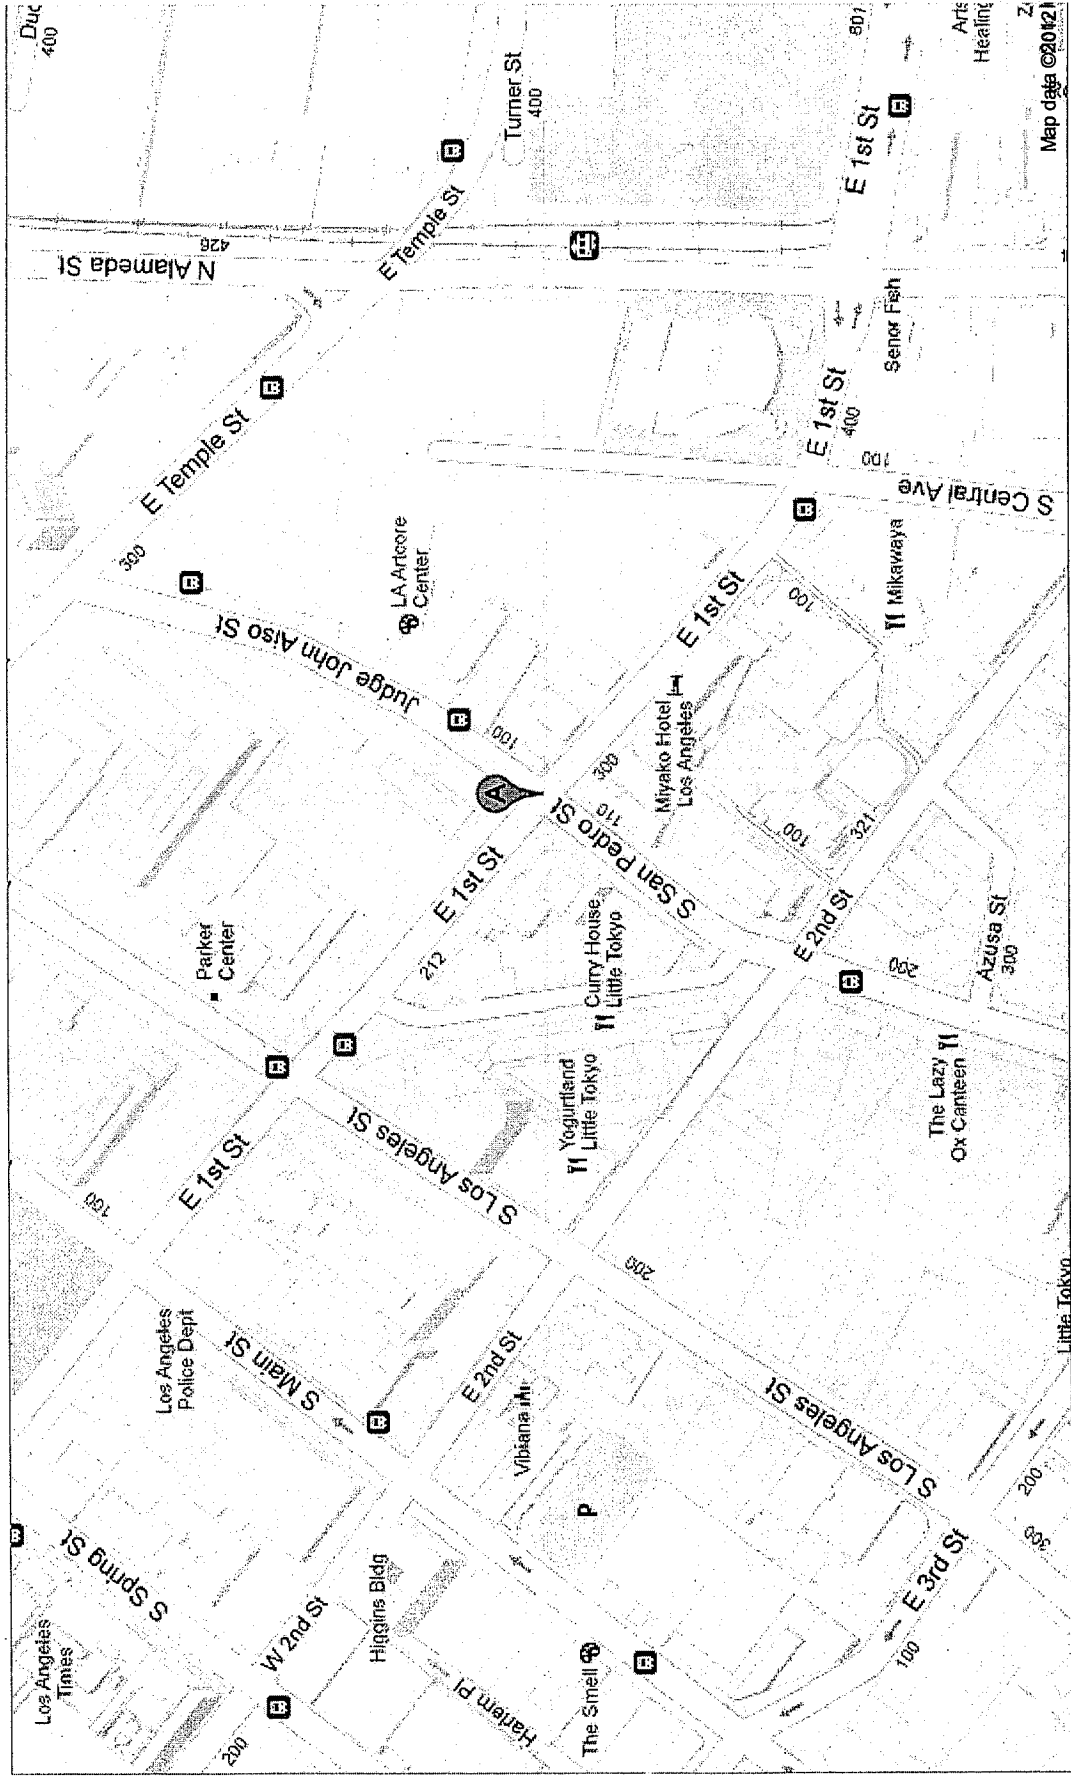 Los Angeles
Times
S Spring St
200
W 2nd St
Los Angeles
Police Dept
100
E 1st St
S Main St
Higgins Bldg
Harlem Pl
Parker
Center
S Los Angeles St
E 2nd St
Vibiana
P
The Smell
212
E 1st St
A
Judge John Aiso St
100
300
E Temple St
LA Artcore
Center
Yogurtland
Little Tokyo
Curry House
Little Tokyo
S San Pedro St
110
300
Miyako Hotel
Los Angeles
E 1st St
200
S Los Angeles St
E 3rd St
100
200
300
E 2nd St
100
321
100
200
Azusa St
300
The Lazy
Ox Canteen
Mikawaya
S Central Ave
100
E 1st St
400
Senor Fish
N Alameda St
426
E Temple St
Turner St
400
Duc
400
E 1st St
801
Arts
Healing
Little Tokyo
Map data ©2012